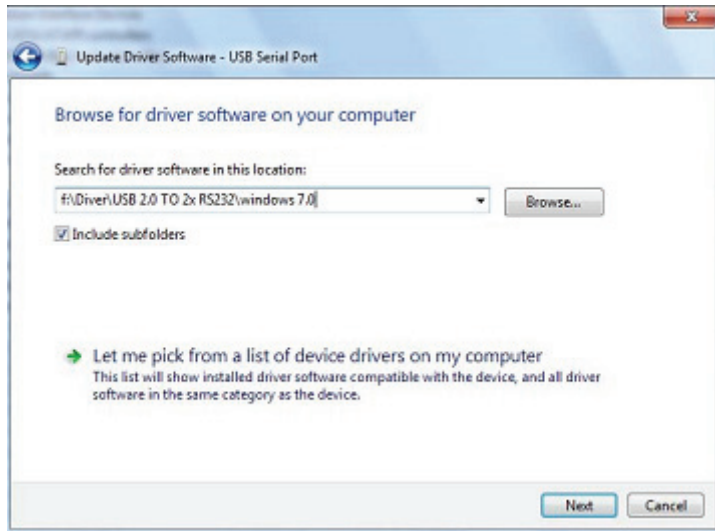 Update Driver Software - USB Serial Port
Browse for driver software on your computer
Search for driver software in this location:
f:\Diver\USB 2.0 TO 2x RS232\windows 7.0
Browse...
Include subfolders
Let me pick from a list of device drivers on my computer
This list will show installed driver software compatible with the device, and all driver
software in the same category as the device.
Next
Cancel